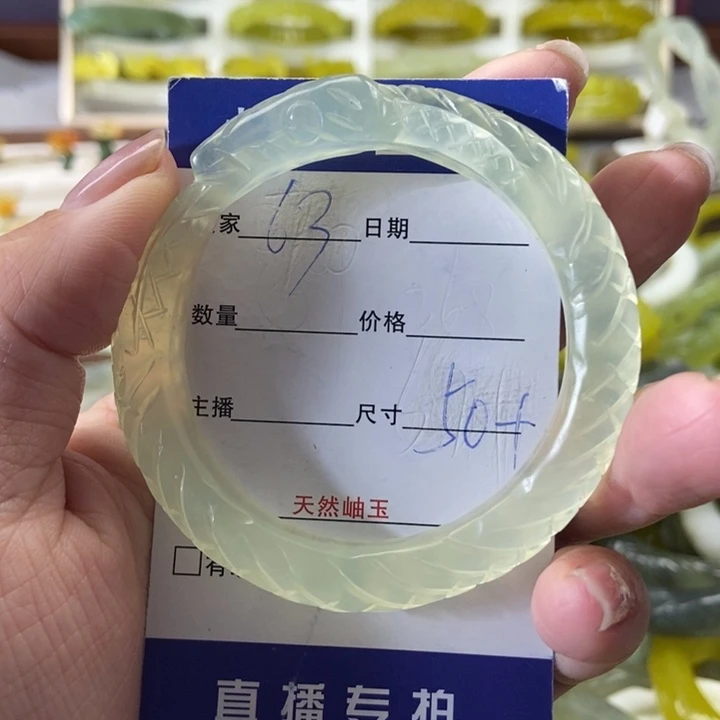 家 63 日期
数量 价格
主播 尺寸 50+
天然岫玉
□有
直播专拍